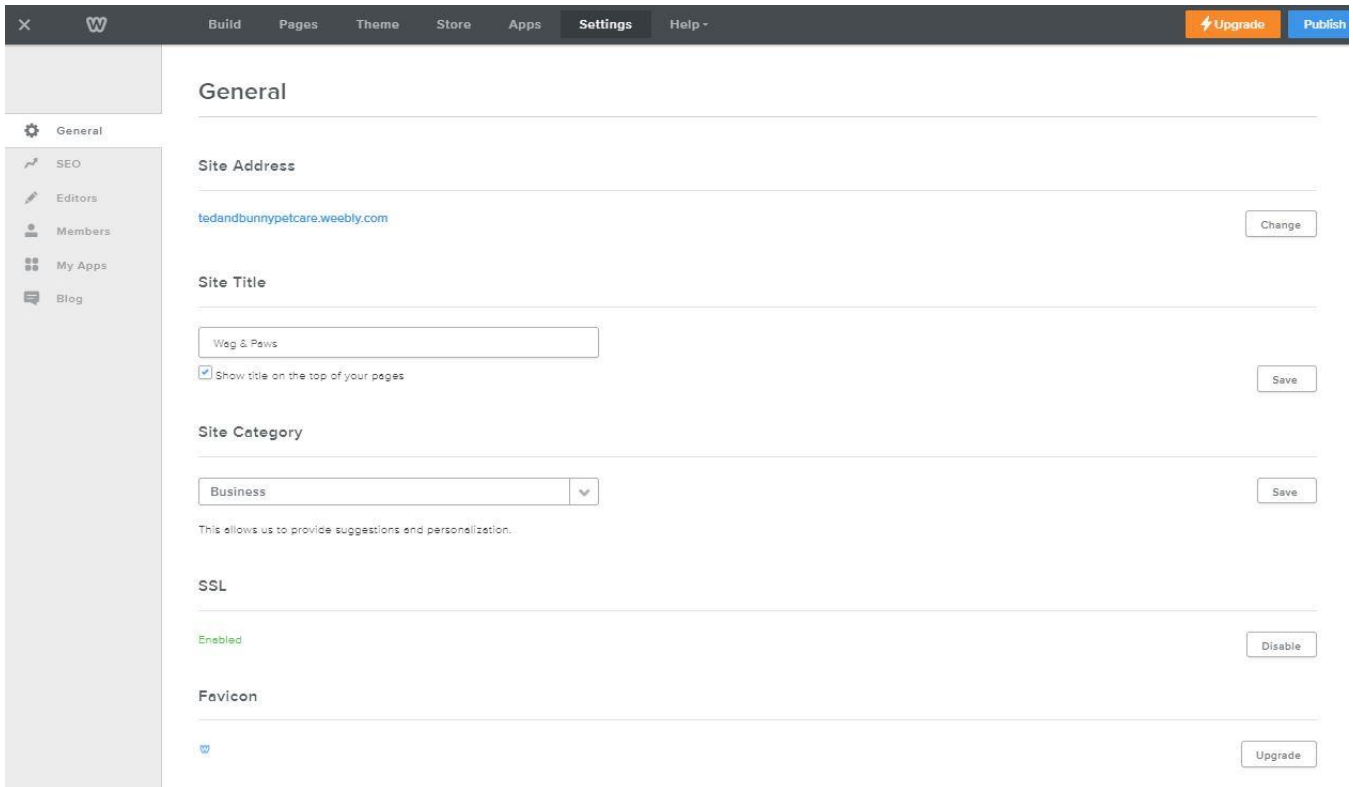 Build Pages Theme Store Apps Settings Help
Upgrade Publish
General
SEO
Editors
Members
My Apps
Blog
General
Site Address
tedandbunnypetcare.weebly.com
Change
Site Title
Wag & Paws
Show title on the top of your pages
Save
Site Category
Business
Save
This allows us to provide suggestions and personalization.
SSL
Enabled
Disable
Favicon
Upgrade